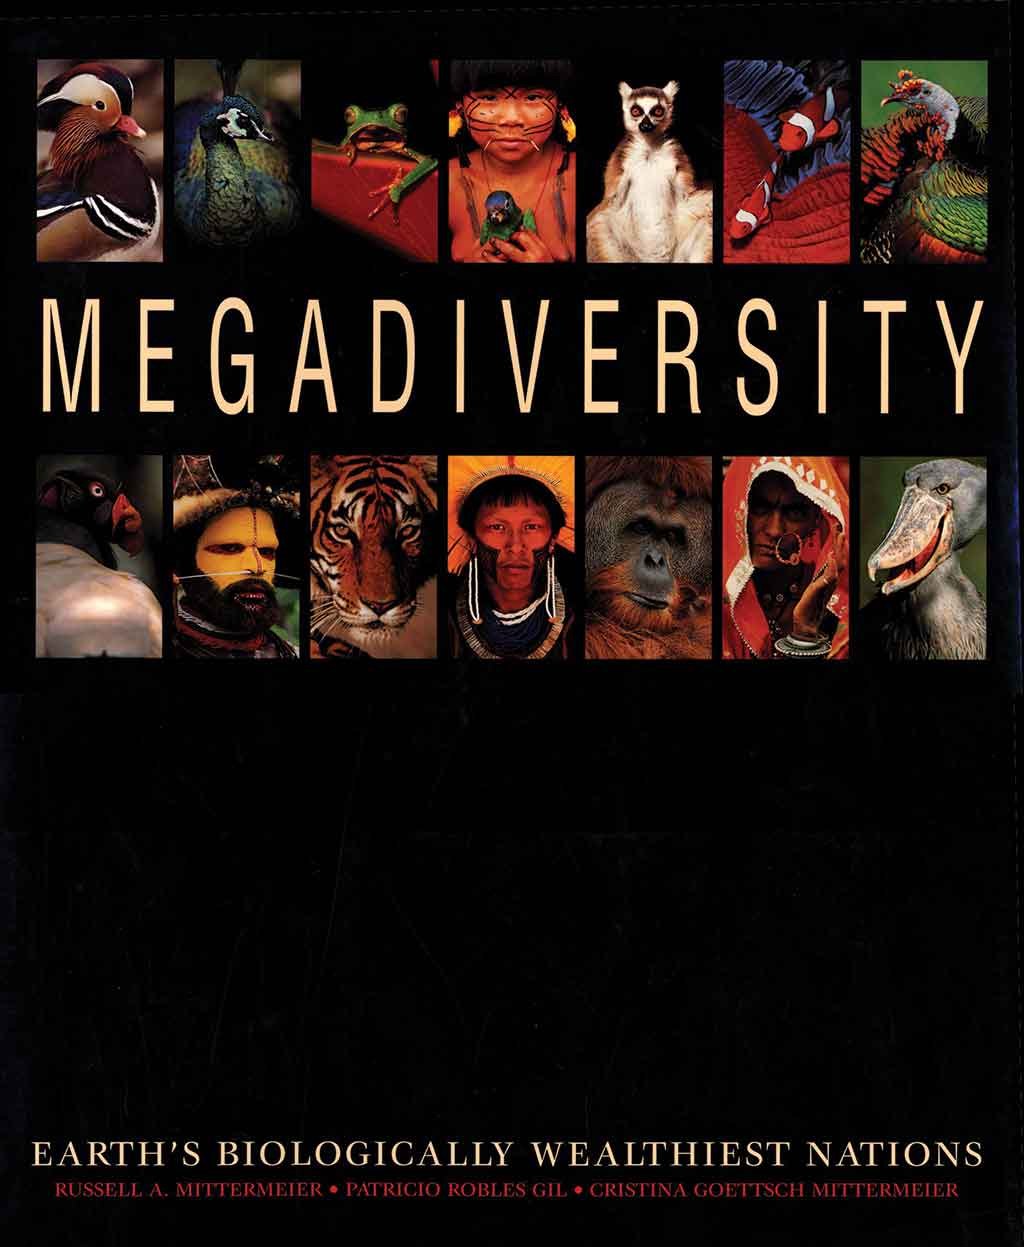 MEGADIVERSITY
EARTH'S BIOLOGICALLY WEALTHIEST NATIONS
RUSSELL A. MITTERMEIER • PATRICIO ROBLES GIL • CRISTINA GOETTSCH MITTERMEIER